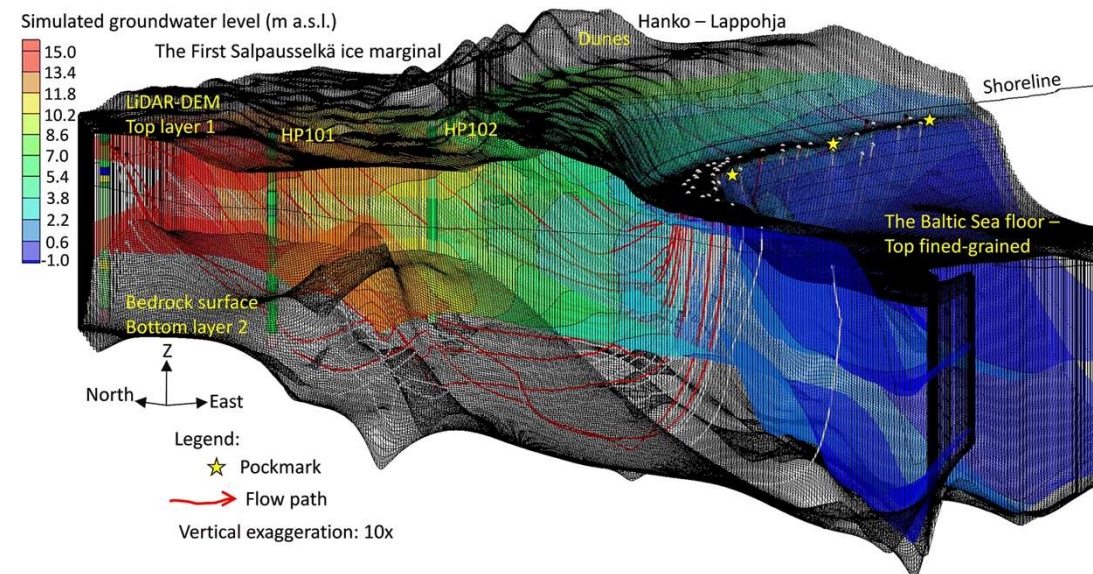 Simulated groundwater level (m a.s.l.)
Hanko – Lappohja
The First Salpausselkä ice marginal
Dunes
Shoreline
15.0
13.4
11.8
10.2
8.6
7.0
5.4
3.8
2.2
0.6
-1.0
LiDAR-DEM
Top layer 1
HP101
HP102
The Baltic Sea floor –
Top fined-grained
Bedrock surface
Bottom layer 2
Z
North
East
Legend:
Pockmark
Flow path
Vertical exaggeration: 10x